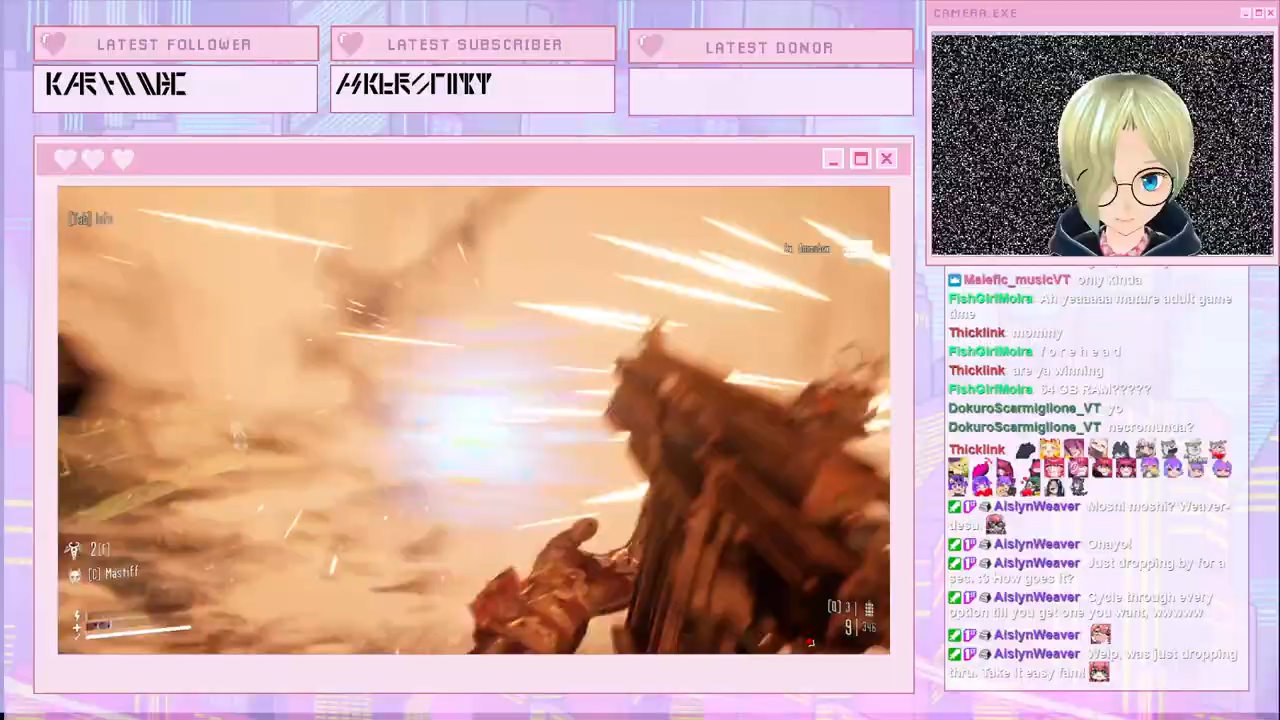 CAMERA.EXE
LATEST FOLLOWER
LATEST SUBSCRIBER
LATEST DONOR
[Tab] Info
2[F]
[C] Mastiff
[Q] 3
9 346
Malefic_musicVT only kinda
FishGirlMoira Ah yeaaaaa mature adult game
time
Thicklink mommy
FishGirlMoira f o r e h e a d
Thicklink are ya winning
FishGirlMoira 64 GB RAM?????
DokuroScarmiglione_VT yo
DokuroScarmiglione_VT necromunda?
Thicklink
AislynWeaver Moshi moshi? Weaver-
desu
AislynWeaver Ohayo!
AislynWeaver Just dropping by for a
sec. :3 How goes it?
AislynWeaver Cycle through every
option till you get one you want, wwwww
AislynWeaver
AislynWeaver Welp, was just dropping
thru. Take it easy fam!